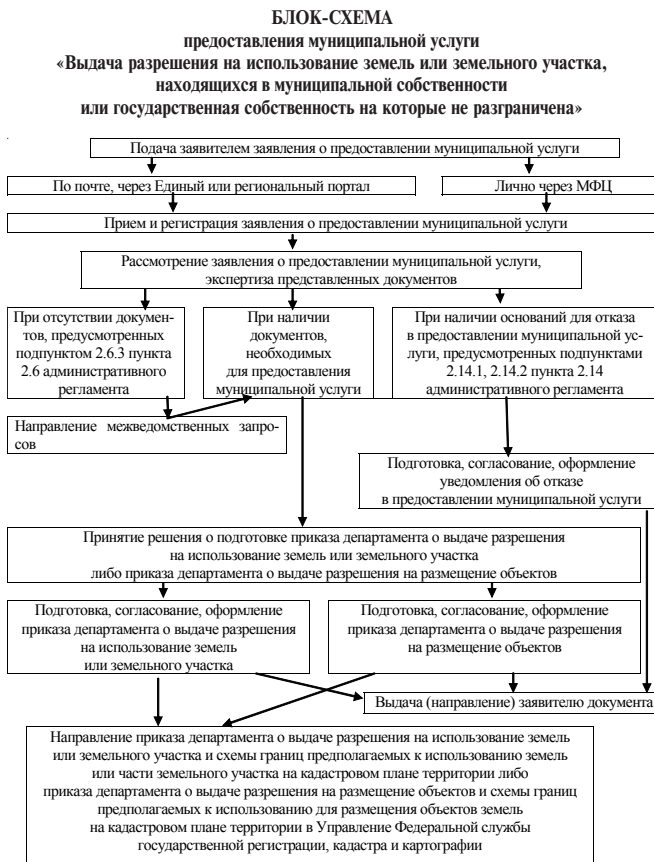 БЛОК-СХЕМА
предоставления муниципальной услуги
«Выдача разрешения на использование земель или земельного участка,
находящихся в муниципальной собственности
или государственная собственность на которые не разграничена»
Подача заявителем заявления о предоставлении муниципальной услуги
По почте, через Единый или региональный портал
Лично через МФЦ
Прием и регистрация заявления о предоставлении муниципальной услуги
Рассмотрение заявления о предоставлении муниципальной услуги,
экспертиза представленных документов
При отсутствии докумен-
тов, предусмотренных
подпунктом 2.6.3 пункта
2.6 административного
регламента
При наличии
документов,
необходимых
для предоставления
муниципальной услуги
При наличии оснований для отказа
в предоставлении муниципальной ус-
луги, предусмотренных подпунктами
2.14.1, 2.14.2 пункта 2.14
административного регламента
Направление межведомственных запро-
сов
Подготовка, согласование, оформление
уведомления об отказе
в предоставлении муниципальной услуги
Принятие решения о подготовке приказа департамента о выдаче разрешения
на использование земель или земельного участка
либо приказа департамента о выдаче разрешения на размещение объектов
Подготовка, согласование, оформление
приказа департамента о выдаче разрешения
на использование земель
или земельного участка
Подготовка, согласование, оформление
приказа департамента о выдаче разрешения
на размещение объектов
Выдача (направление) заявителю документа
Направление приказа департамента о выдаче разрешения на использование земель
или земельного участка и схемы границ предполагаемых к использованию земель
или части земельного участка на кадастровом плане территории либо
приказа департамента о выдаче разрешения на размещение объектов и схемы границ
предполагаемых к использованию для размещения объектов земель
на кадастровом плане территории в Управление Федеральной службы
государственной регистрации, кадастра и картографии